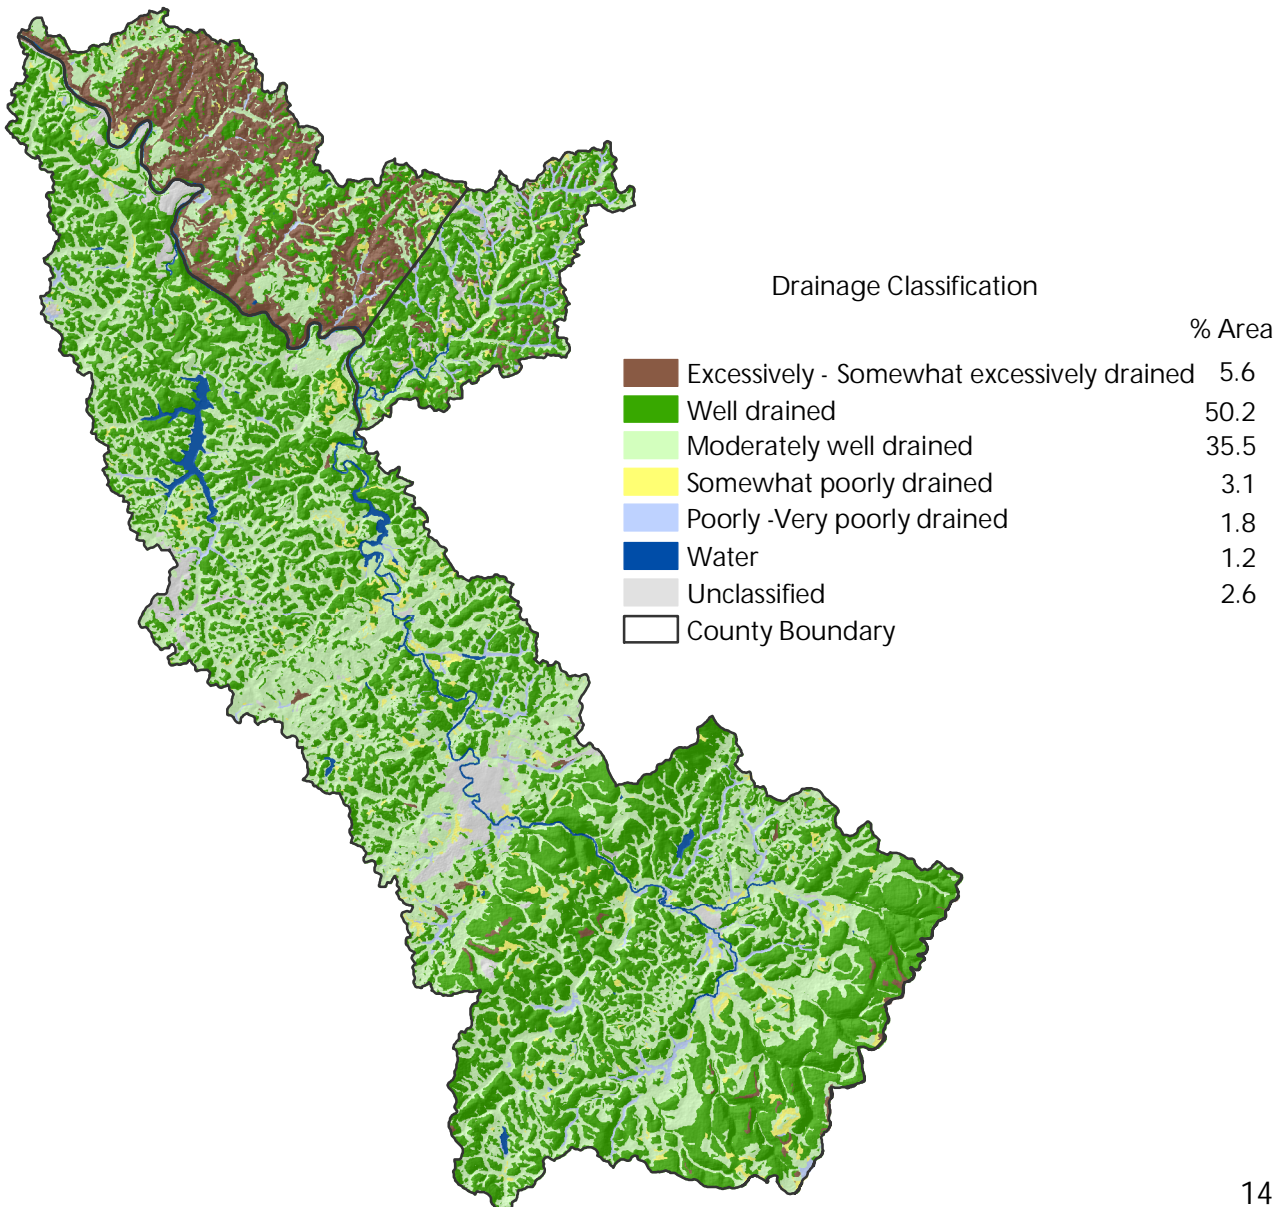 Drainage Classification
% Area
Excessively - Somewhat excessively drained 5.6
Well drained 50.2
Moderately well drained 35.5
Somewhat poorly drained 3.1
Poorly -Very poorly drained 1.8
Water 1.2
Unclassified 2.6
County Boundary
14